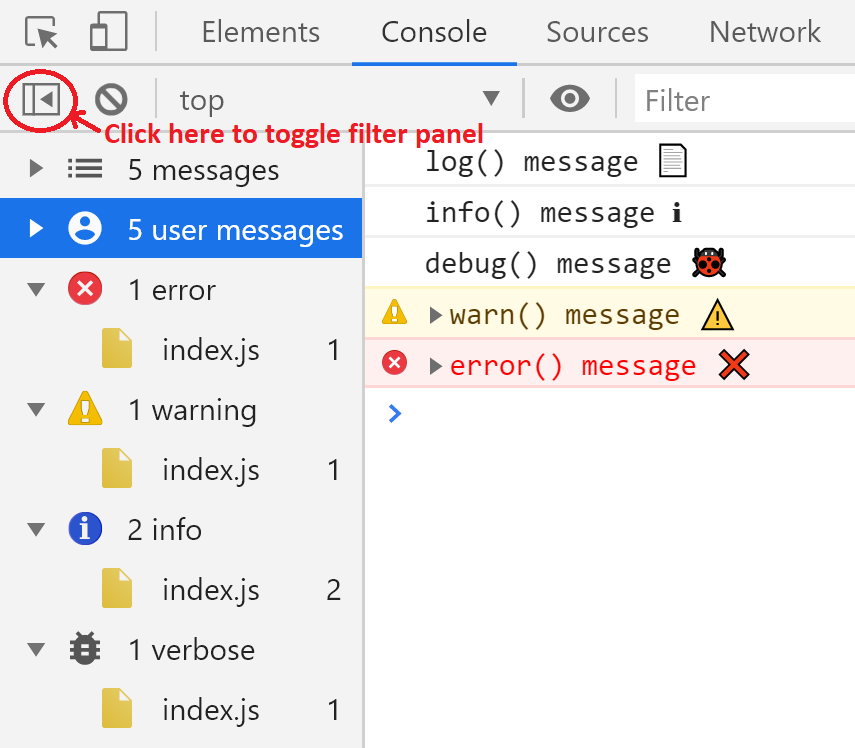 Elements Console Sources Network
top Filter
Click here to toggle filter panel
5 messages
5 user messages
1 error
index.js 1
1 warning
index.js 1
2 info
index.js 2
1 verbose
index.js 1
log() message
info() message ℹ
debug() message
warn() message
error() message